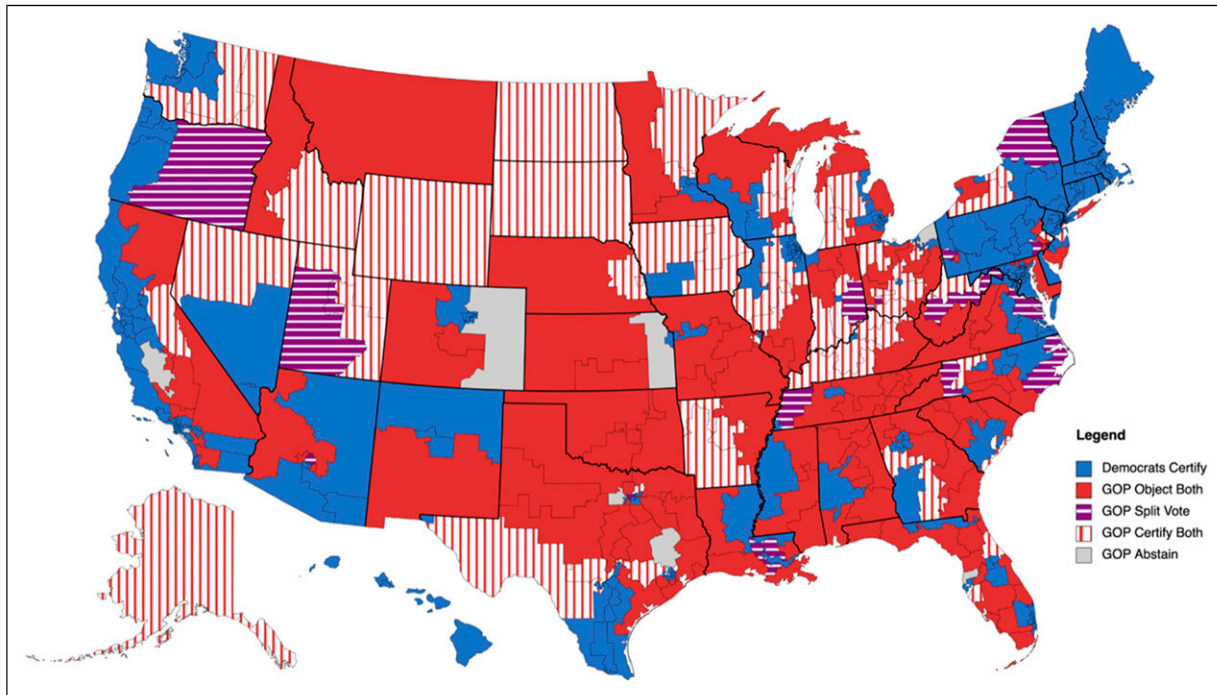 Legend
Democrats Certify
GOP Object Both
GOP Split Vote
GOP Certify Both
GOP Abstain